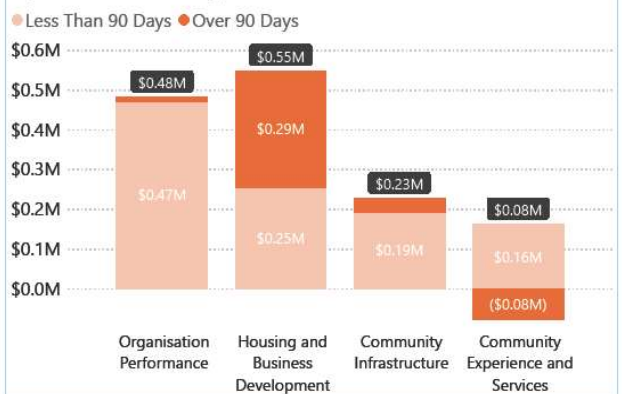 Less Than 90 Days Over 90 Days
$0.6M
$0.55M
$0.48M
$0.5M
$0.29M
$0.4M
$0.3M
$0.47M
$0.23M
$0.2M
$0.08M
$0.25M
$0.19M
$0.16M
$0.1M
$0.0M
($0.08M)
Organisation
Performance
Housing and
Business
Development
Community
Infrastructure
Community
Experience and
Services